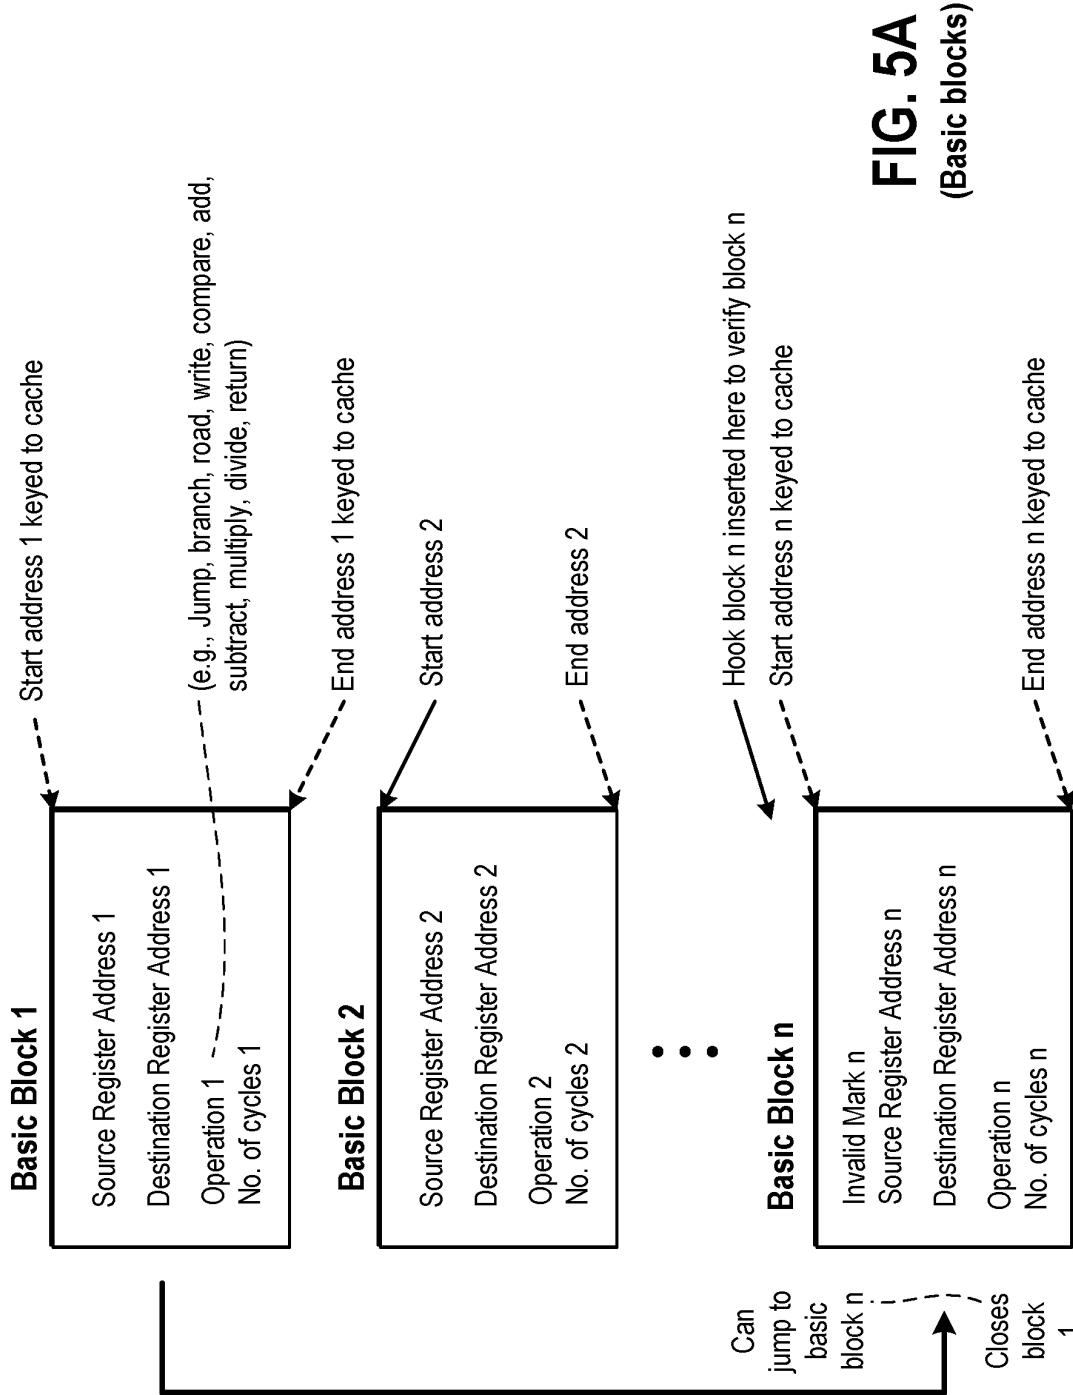 Basic Block 1
Start address 1 keyed to cache
Source Register Address 1
Destination Register Address 1
Operation 1
No. of cycles 1
(e.g., Jump, branch, road, write, compare, add,
subtract, multiply, divide, return)
End address 1 keyed to cache
Basic Block 2
Start address 2
Source Register Address 2
Destination Register Address 2
Operation 2
No. of cycles 2
End address 2
Hook block n inserted here to verify block n
Basic Block n
Start address n keyed to cache
Invalid Mark n
Source Register Address n
Destination Register Address n
Operation n
No. of cycles n
End address n keyed to cache
Can
jump to
basic
block n
Closes
block
1
FIG. 5A
(Basic blocks)